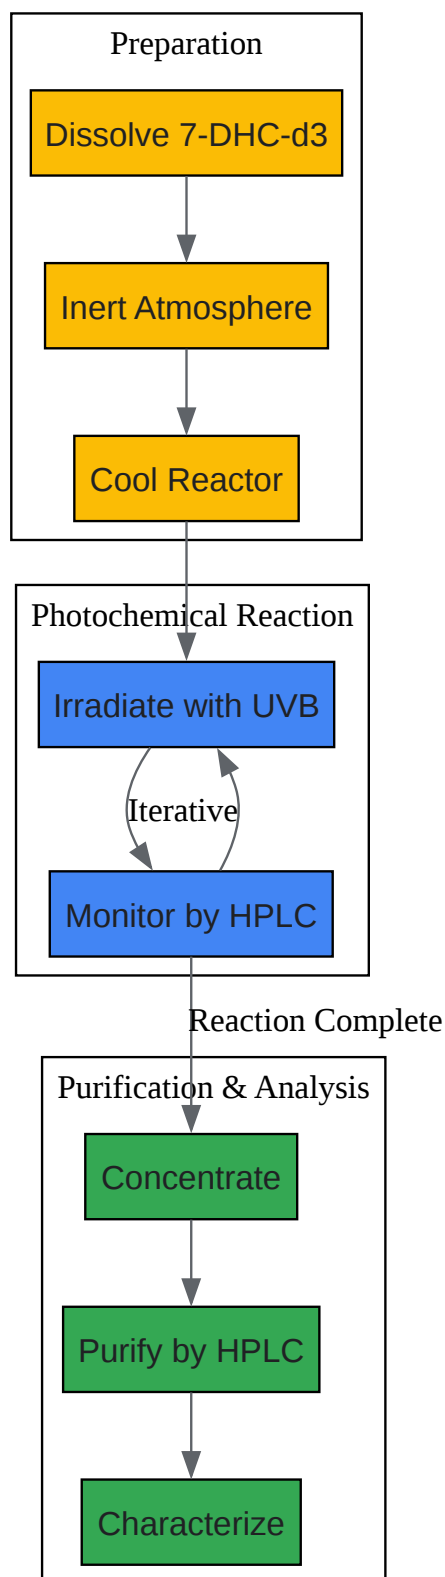 Preparation
Dissolve 7-DHC-d3
Inert Atmosphere
Cool Reactor
Photochemical Reaction
Irradiate with UVB
Iterative
Monitor by HPLC
Reaction Complete
Purification & Analysis
Concentrate
Purify by HPLC
Characterize